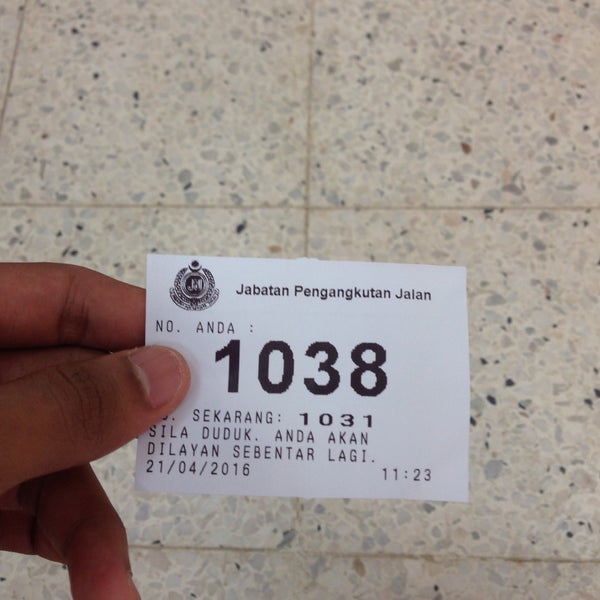 Jabatan Pengangkutan Jalan
NO. ANDA :
1038
SEKARANG: 1031
SILA DUDUK. ANDA AKAN
DILAYAN SEBENTAR LAGI.
21/04/2016 11:23